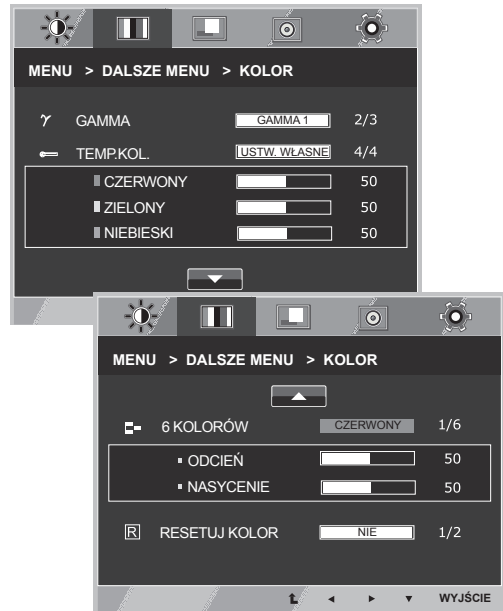 MENU > DALSZE MENU > KOLOR
γ GAMMA GAMMA 1 2/3
TEMP.KOL. USTW. WŁASNE 4/4
CZERWONY 50
ZIELONY 50
NIEBIESKI 50
MENU > DALSZE MENU > KOLOR
6 KOLORÓW CZERWONY 1/6
ODCIEŃ 50
NASYCENIE 50
R RESETUJ KOLOR NIE 1/2
WYJŚCIE